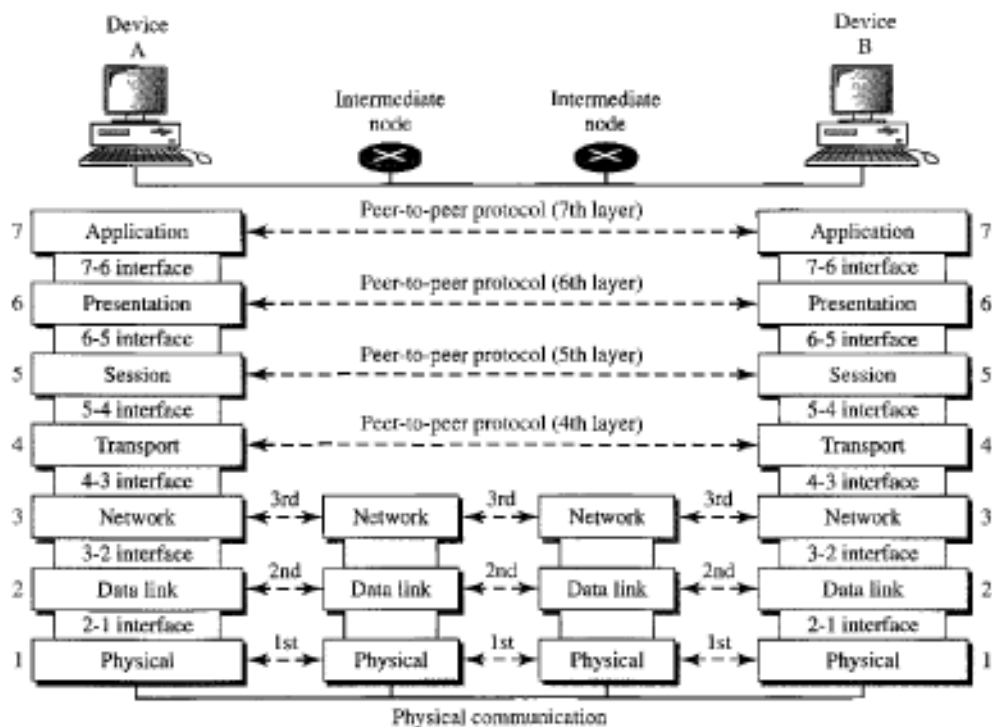 Device
A
Device
B
Intermediate
node
Intermediate
node
Peer-to-peer protocol (7th layer)
7 Application Application 7
7-6 interface 7-6 interface
Peer-to-peer protocol (6th layer)
6 Presentation Presentation 6
6-5 interface 6-5 interface
Peer-to-peer protocol (5th layer)
5 Session Session 5
5-4 interface 5-4 interface
Peer-to-peer protocol (4th layer)
4 Transport Transport 4
4-3 interface 4-3 interface
3rd 3rd 3rd
3 Network Network Network Network 3
3-2 interface 3-2 interface
2nd 2nd 2nd
2 Data link Data link Data link Data link 2
2-1 interface 2-1 interface
1st 1st 1st
1 Physical Physical Physical Physical 1
Physical communication